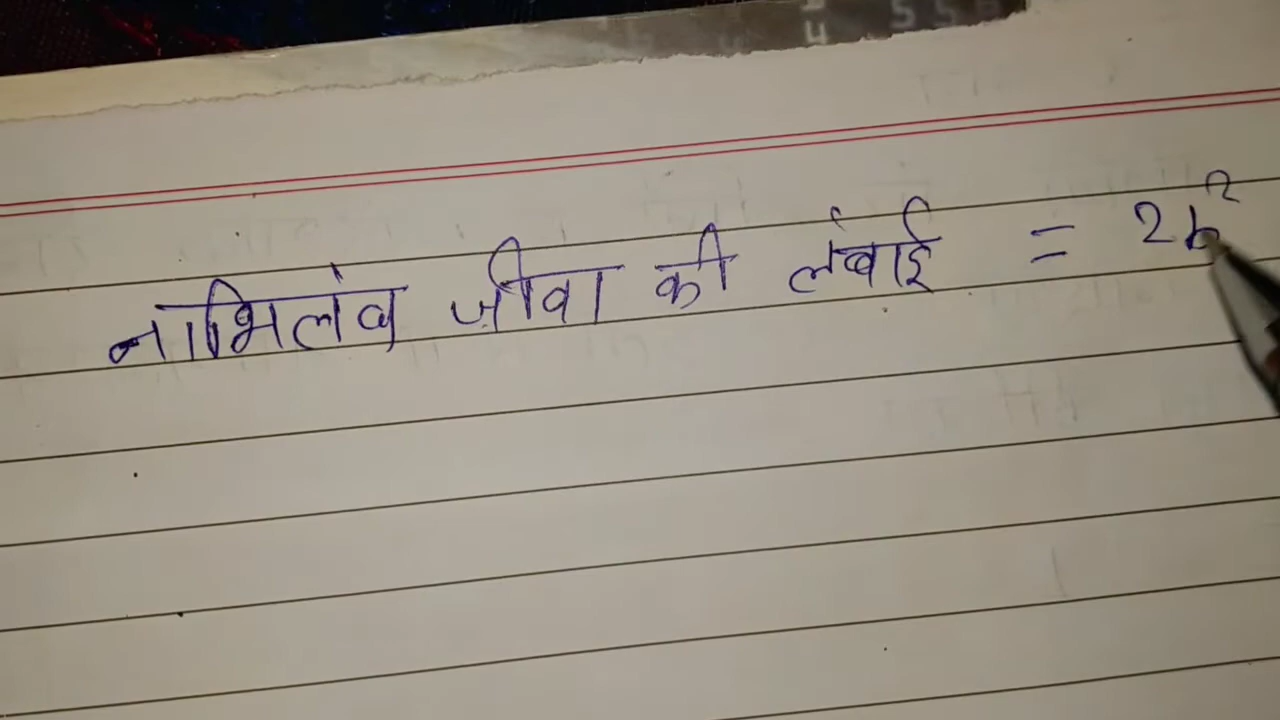 नाभिलंब जीवा की लंबाई = 2b²